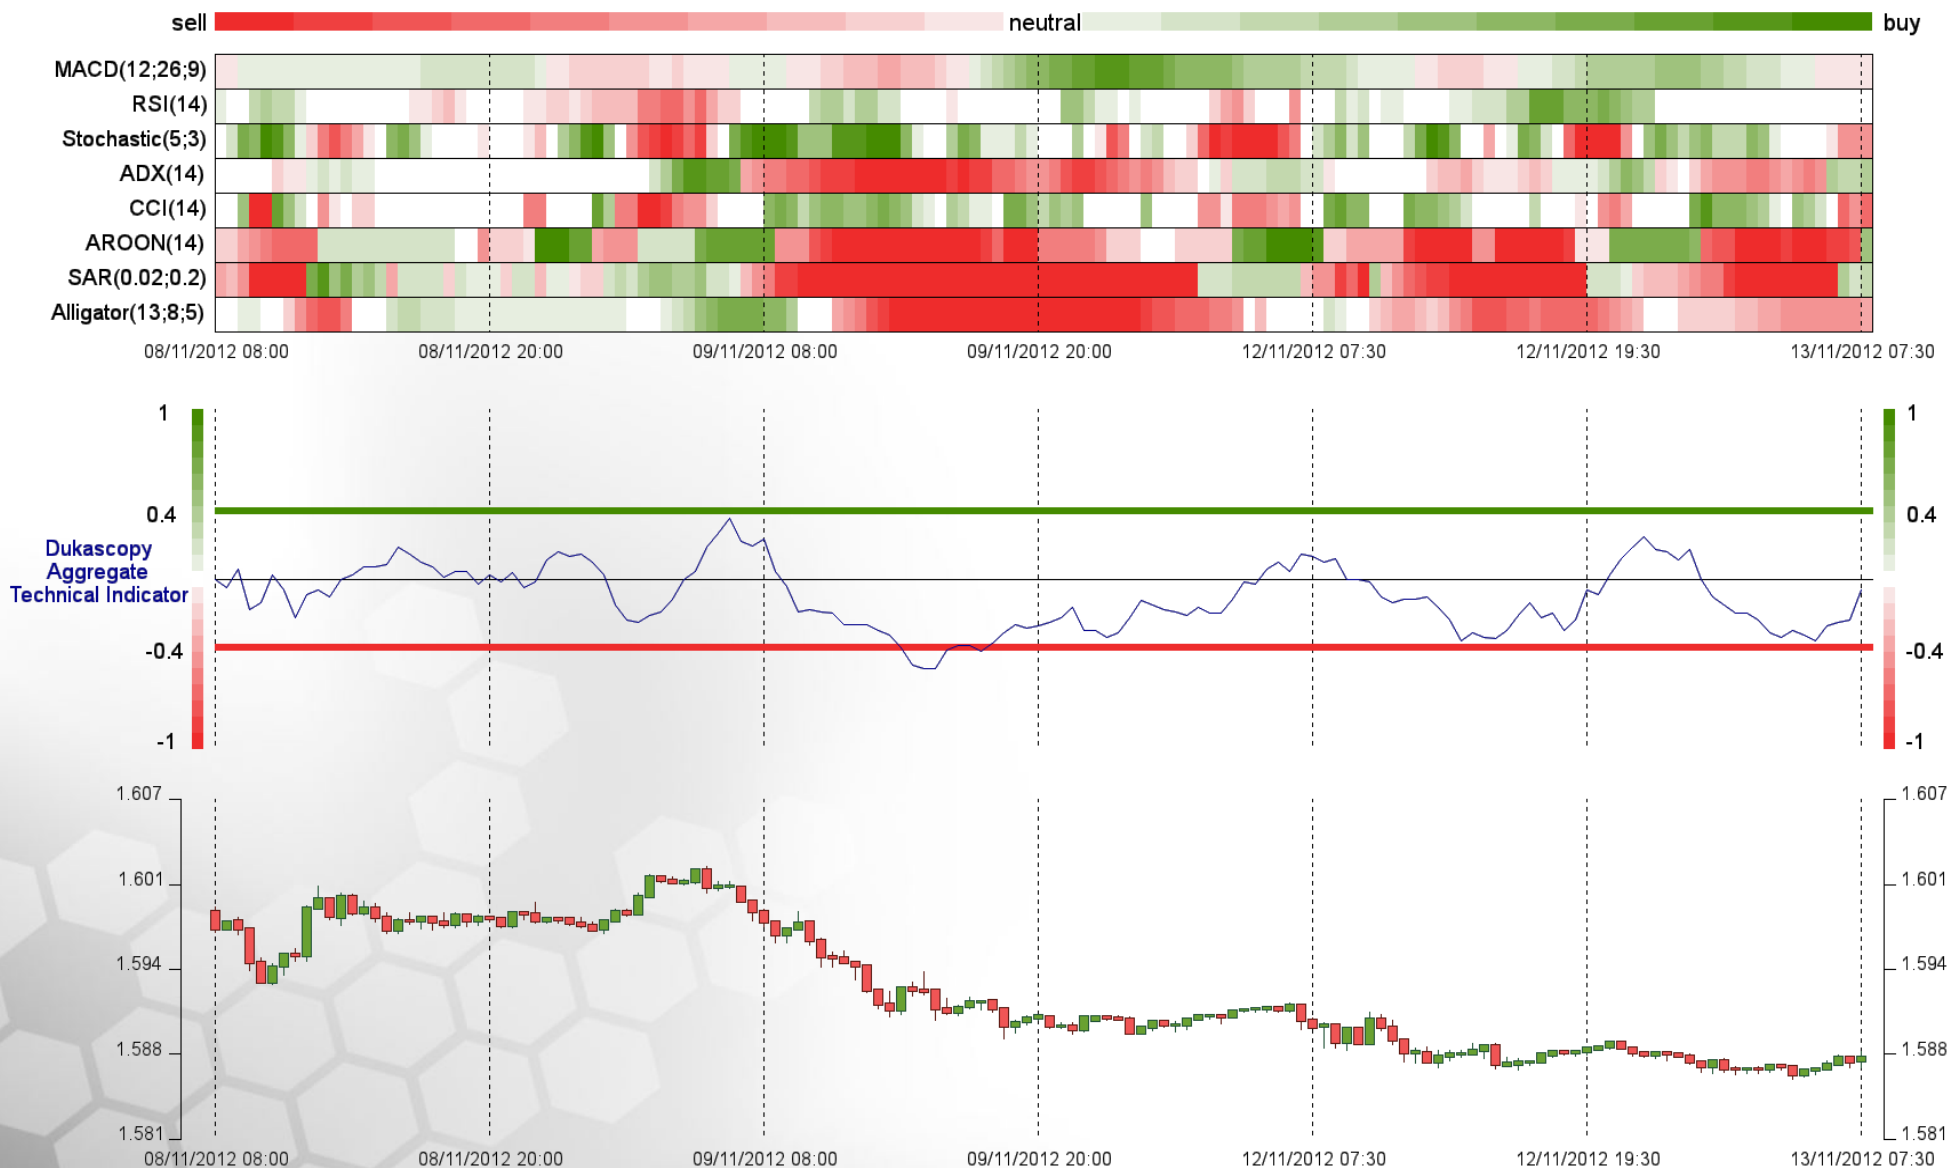 sell neutral buy
MACD(12;26;9)
RSI(14)
Stochastic(5;3)
ADX(14)
CCI(14)
AROON(14)
SAR(0.02;0.2)
Alligator(13;8;5)
08/11/2012 08:00 08/11/2012 20:00 09/11/2012 08:00 09/11/2012 20:00 12/11/2012 07:30 12/11/2012 19:30 13/11/2012 07:30
1 1
0.4 0.4
Dukascopy
Aggregate
Technical Indicator
-0.4 -0.4
-1 -1
1.607 1.607
1.601 1.601
1.594 1.594
1.588 1.588
1.581 1.581
08/11/2012 08:00 08/11/2012 20:00 09/11/2012 08:00 09/11/2012 20:00 12/11/2012 07:30 12/11/2012 19:30 13/11/2012 07:30